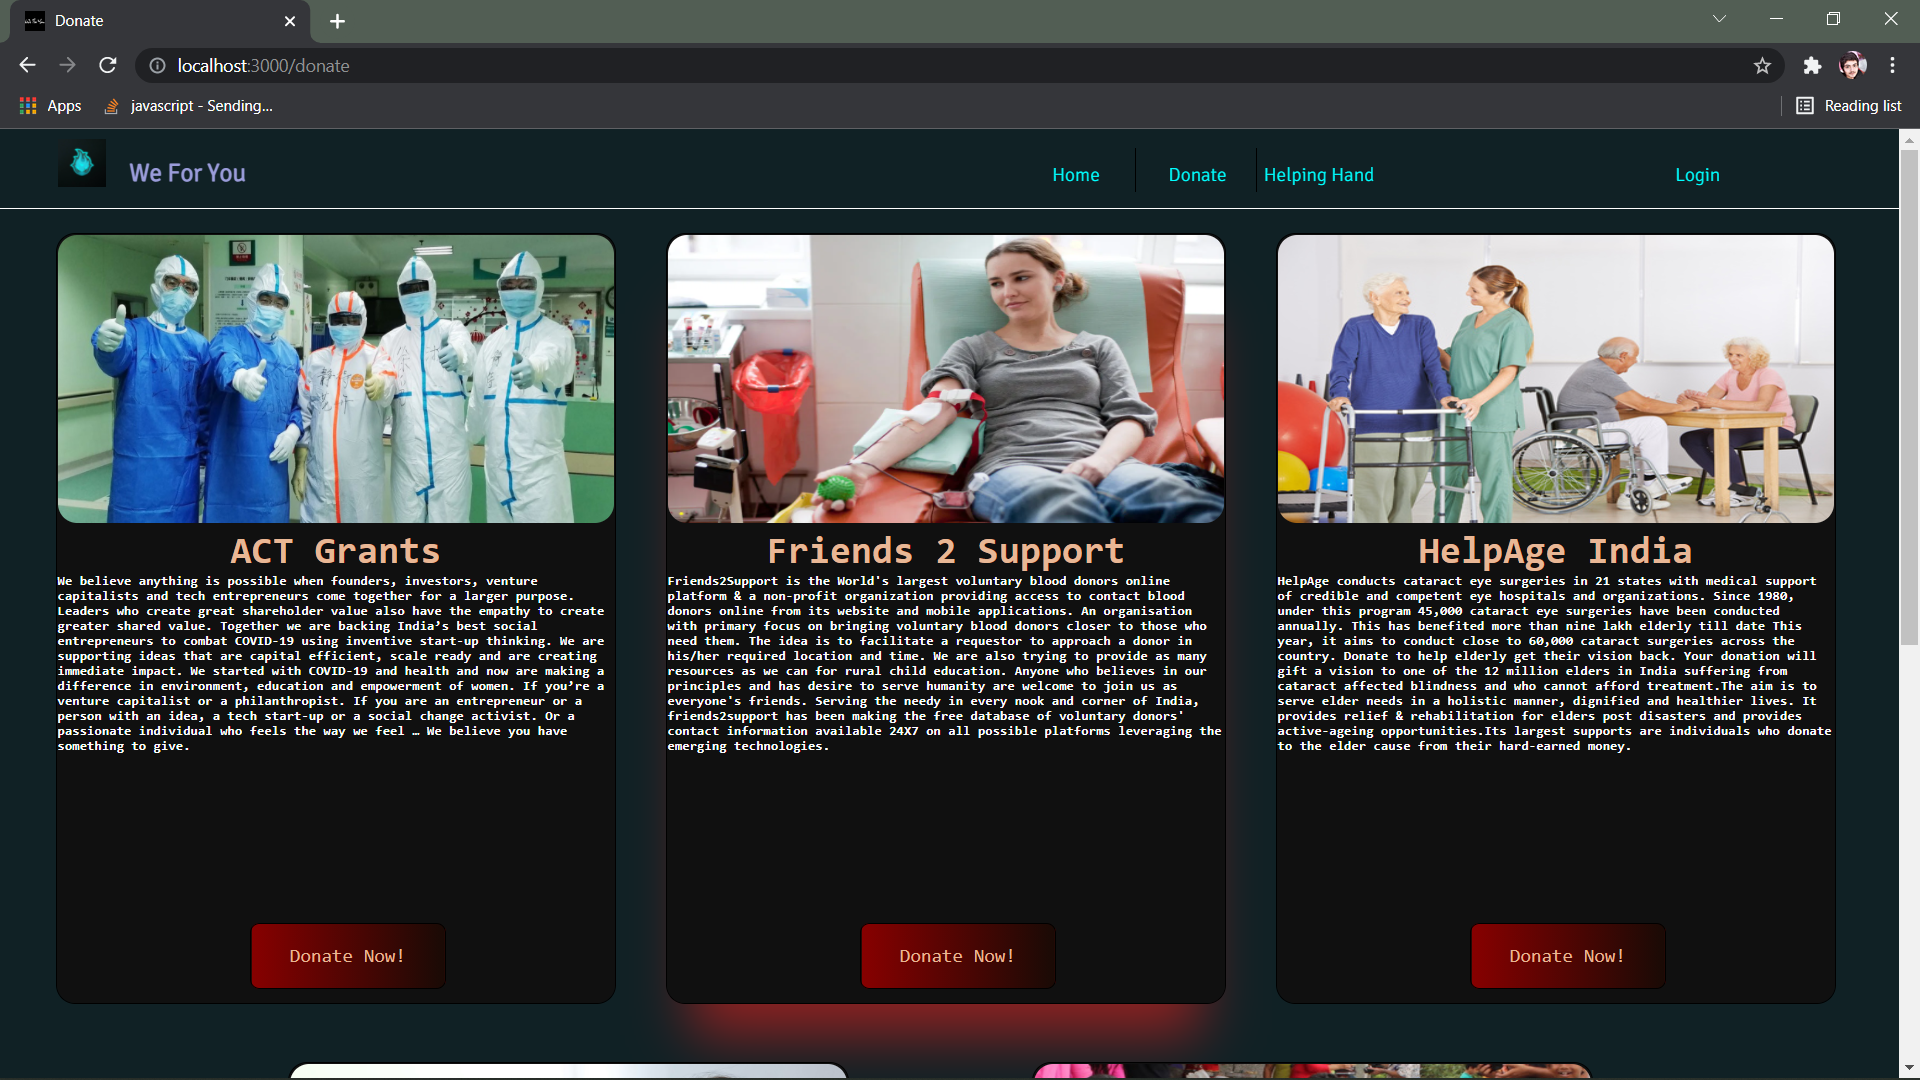 Donate
localhost:3000/donate
Apps
javascript - Sending...
Reading list
We For You
Home
Donate
Helping Hand
Login
ACT Grants
We believe anything is possible when founders, investors, venture
capitalists and tech entrepreneurs come together for a larger purpose.
Leaders who create great shareholder value also have the empathy to create
greater shared value. Together we are backing India’s best social
entrepreneurs to combat COVID-19 using inventive start-up thinking. We are
supporting ideas that are capital efficient, scale ready and are creating
immediate impact. We started with COVID-19 and health and now are making a
difference in environment, education and empowerment of women. If you’re a
venture capitalist or a philanthropist. If you are an entrepreneur or a
person with an idea, a tech start-up or a social change activist. Or a
passionate individual who feels the way we feel … We believe you have
something to give.
Donate Now!
Friends 2 Support
Friends2Support is the World's largest voluntary blood donors online
platform & a non-profit organization providing access to contact blood
donors online from its website and mobile applications. An organisation
with primary focus on bringing voluntary blood donors closer to those who
need them. The idea is to facilitate a requestor to approach a donor in
his/her required location and time. We are also trying to provide as many
resources as we can for rural child education. Anyone who believes in our
principles and has desire to serve humanity are welcome to join us as
everyone's friends. Serving the needy in every nook and corner of India,
friends2support has been making the free database of voluntary donors'
contact information available 24X7 on all possible platforms leveraging the
emerging technologies.
Donate Now!
HelpAge India
HelpAge conducts cataract eye surgeries in 21 states with medical support
of credible and competent eye hospitals and organizations. Since 1980,
under this program 45,000 cataract eye surgeries have been conducted
annually. This has benefited more than nine lakh elderly till date This
year, it aims to conduct close to 60,000 cataract surgeries across the
country. Donate to help elderly get their vision back. Your donation will
gift a vision to one of the 12 million elders in India suffering from
cataract affected blindness and who cannot afford treatment.The aim is to
serve elder needs in a holistic manner, dignified and healthier lives. It
provides relief & rehabilitation for elders post disasters and provides
active-ageing opportunities.Its largest supports are individuals who donate
to the elder cause from their hard-earned money.
Donate Now!